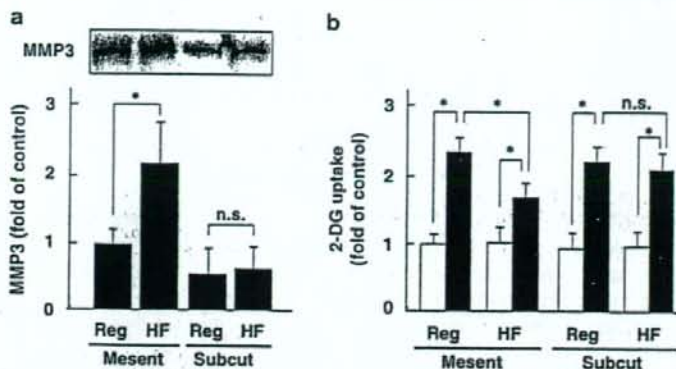 a
MMP3
*
3
2
1
0
n.s.
MMP3 (fold of control)
Reg HF Reg HF
Mesent Subcut
b
* * * n.s.
* *
3
2
1
0
2-DG uptake
(fold of control)
Reg HF Reg HF
Mesent Subcut